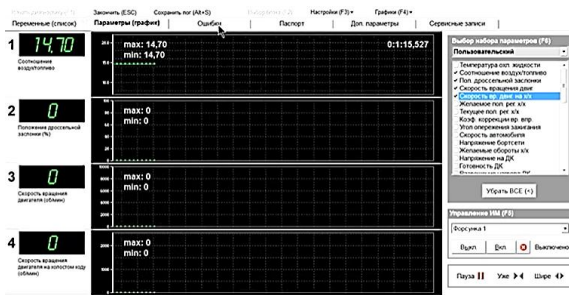 Закончить (ESC) Сохранить лог (Alt+S) Настройки (F3) Графики (F4)
Переменные (список) Параметры (график) Ошибки Паспорт Доп. параметры Сервисные записи
1 14,70
Соотношение
воздух/топливо
max: 14,70
min: 14,70
0:1:15,527
2 0
Положение дроссельной
заслонки (%)
max: 0
min: 0
3 0
Скорость вращения
двигателя (об/мин)
max: 0
min: 0
4 0
Скорость вращения
двигателя на холостом ходу
(об/мин)
max: 0
min: 0
Выбор набора параметров (F6)
Пользовательский
Температура охл. жидкости
Соотношение воздух/топливо
Пол. дроссельной заслонки
Скорость вращения двиг
Скорость вр. двиг. на х/х
Желаемое пол. рег. х/х
Текущее пол. рег. х/х
Коэф. коррекции вр. впр.
Угол опережения зажигания
Скорость автомобиля
Напряжение бортсети
Желаемые обороты х/х
Напряжение на ДК
Готовность ДК
Убрать ВСЕ (-)
Управление ИМ (F5)
Форсунка 1
Выкл. Вкл. Выключено
Пауза Уже Шире